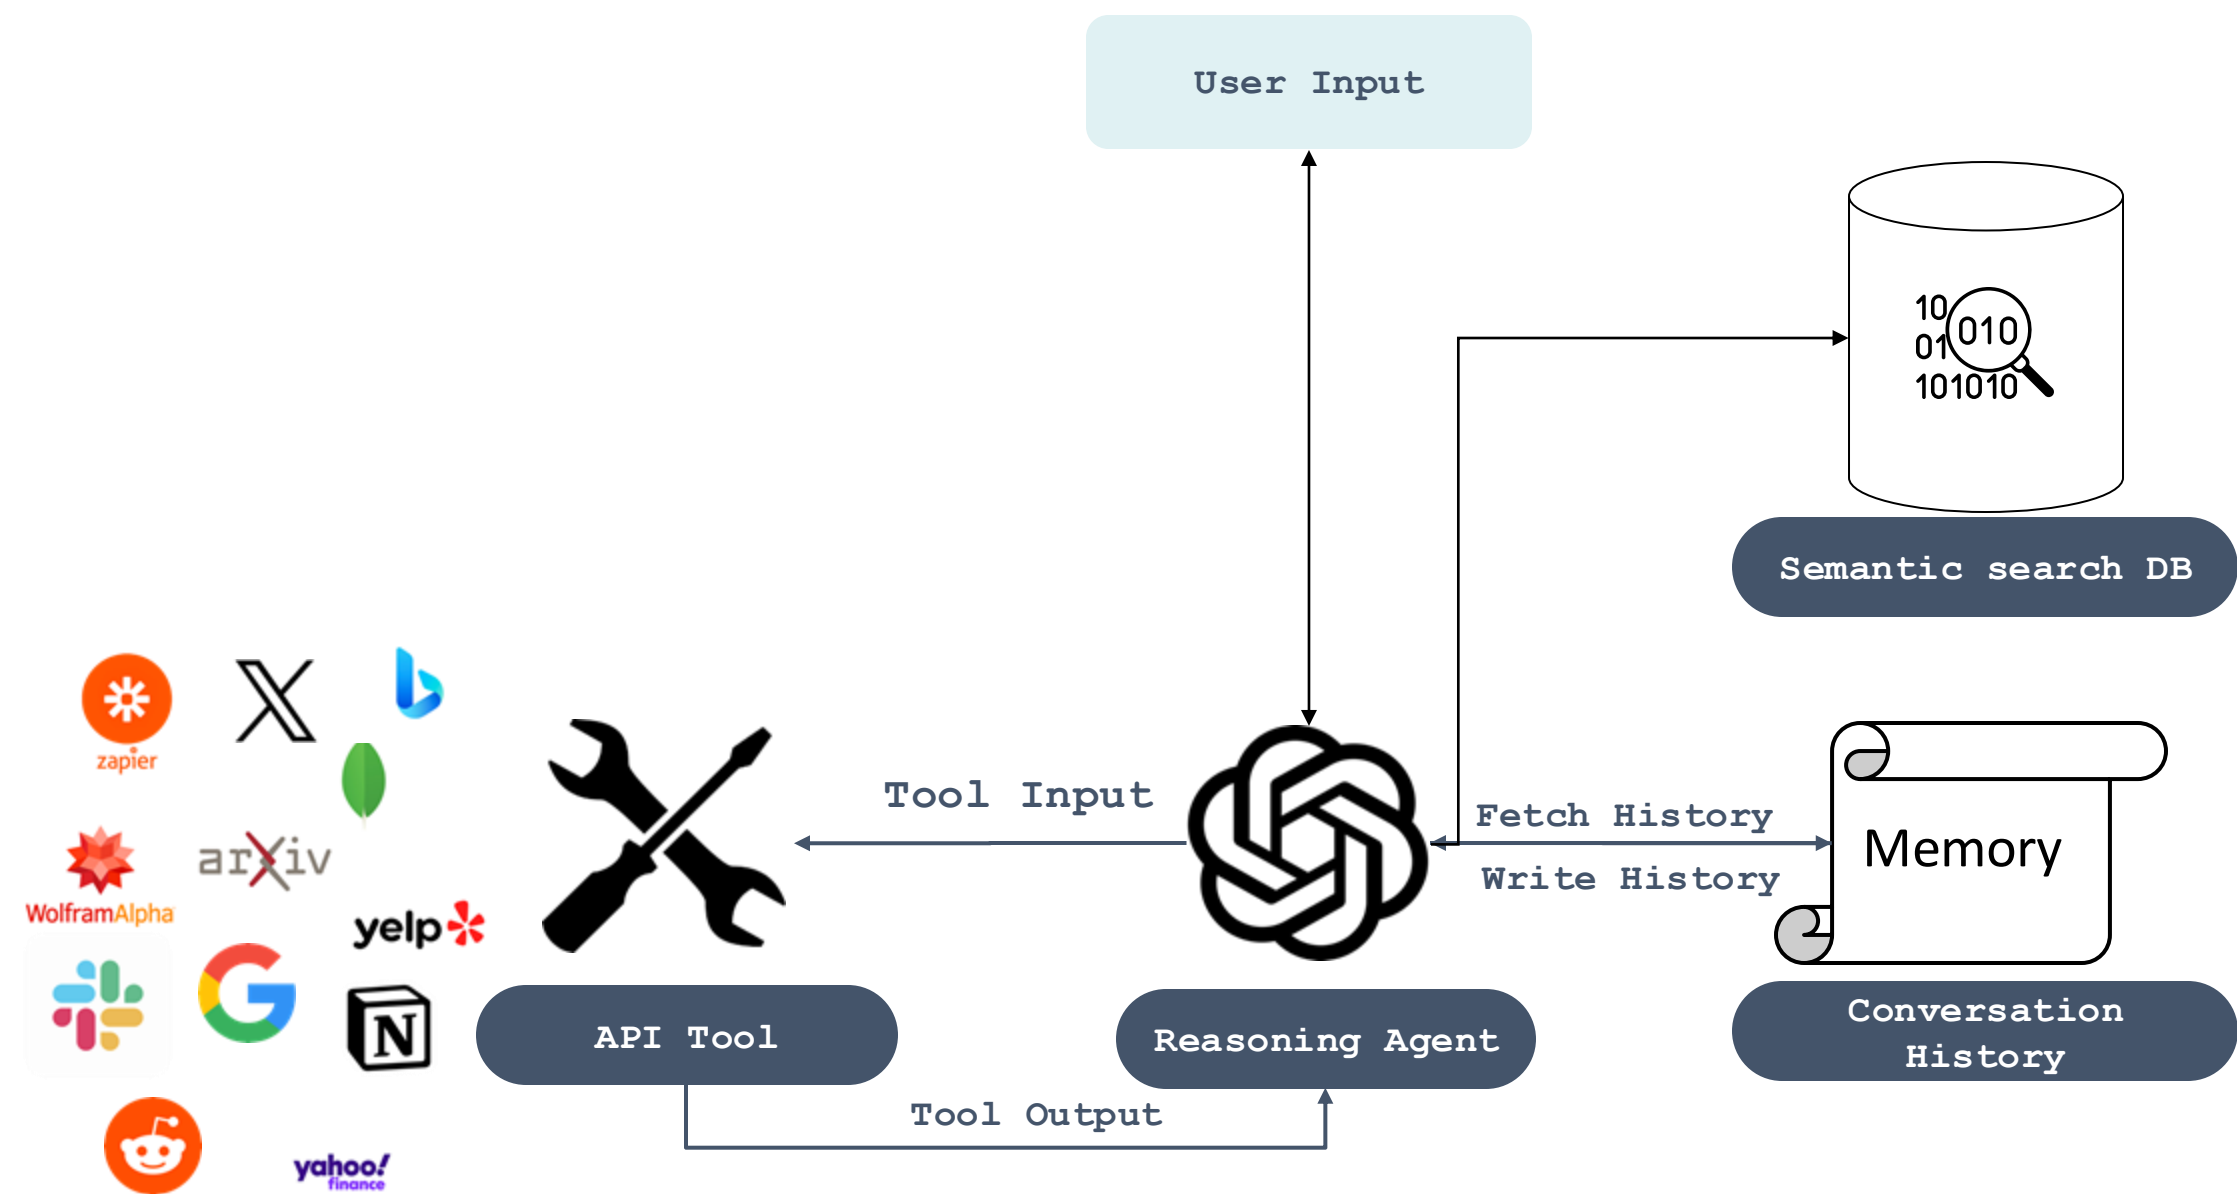 User Input
10
010
01
101010
Semantic search DB
zapier
Tool Input
Fetch History
Memory
arXiv
WolframAlpha
Write History
yelp
N
API Tool
Reasoning Agent
Conversation
History
Tool Output
yahoo!
finance